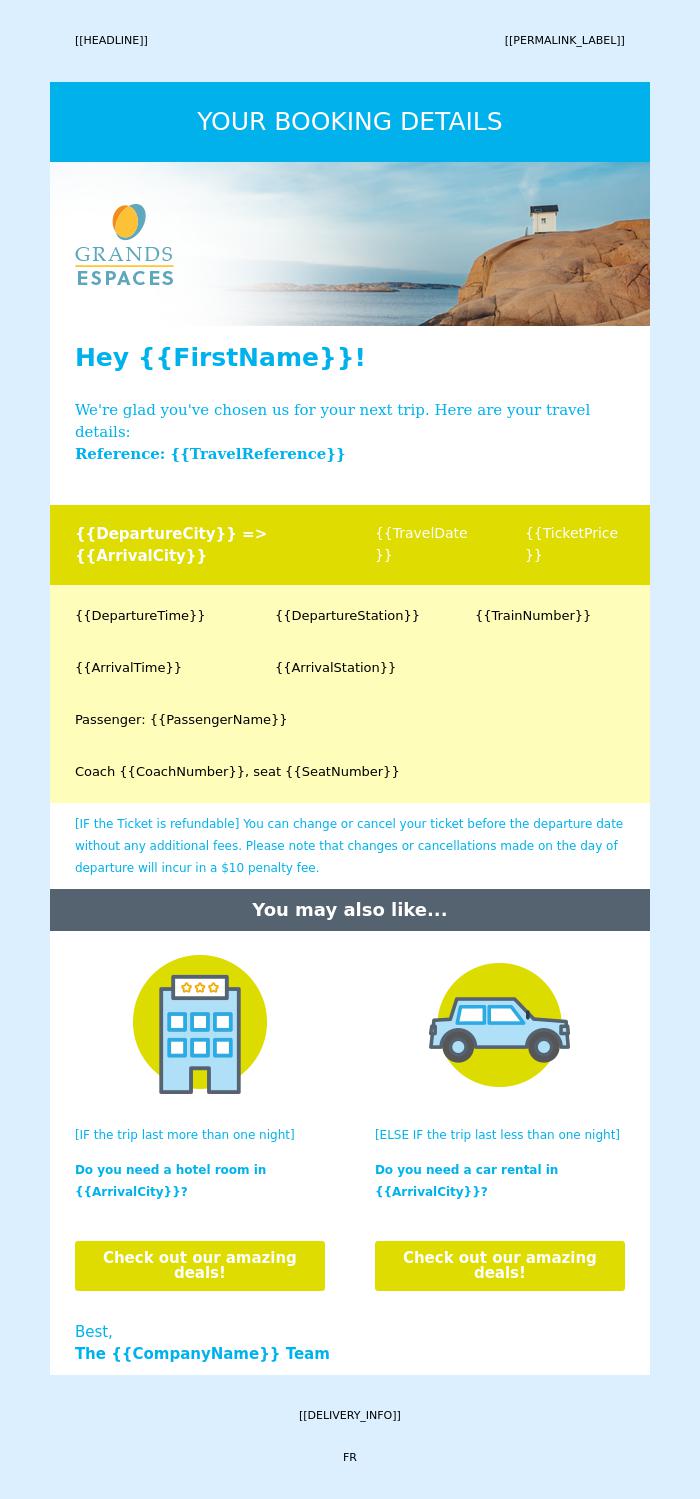 [[HEADLINE]]
[[PERMALINK_LABEL]]
YOUR BOOKING DETAILS
GRANDS
ESPACES
Hey {{FirstName}}!
We're glad you've chosen us for your next trip. Here are your travel
details:
Reference: {{TravelReference}}
{{DepartureCity}} =>
{{ArrivalCity}}
{{TravelDate
}}
{{TicketPrice
}}
{{DepartureTime}}
{{DepartureStation}}
{{TrainNumber}}
{{ArrivalTime}}
{{ArrivalStation}}
Passenger: {{PassengerName}}
Coach {{CoachNumber}}, seat {{SeatNumber}}
[IF the Ticket is refundable] You can change or cancel your ticket before the departure date
without any additional fees. Please note that changes or cancellations made on the day of
departure will incur in a $10 penalty fee.
You may also like...
[IF the trip last more than one night]
Do you need a hotel room in
{{ArrivalCity}}?
Check out our amazing
deals!
[ELSE IF the trip last less than one night]
Do you need a car rental in
{{ArrivalCity}}?
Check out our amazing
deals!
Best,
The {{CompanyName}} Team
[[DELIVERY_INFO]]
FR